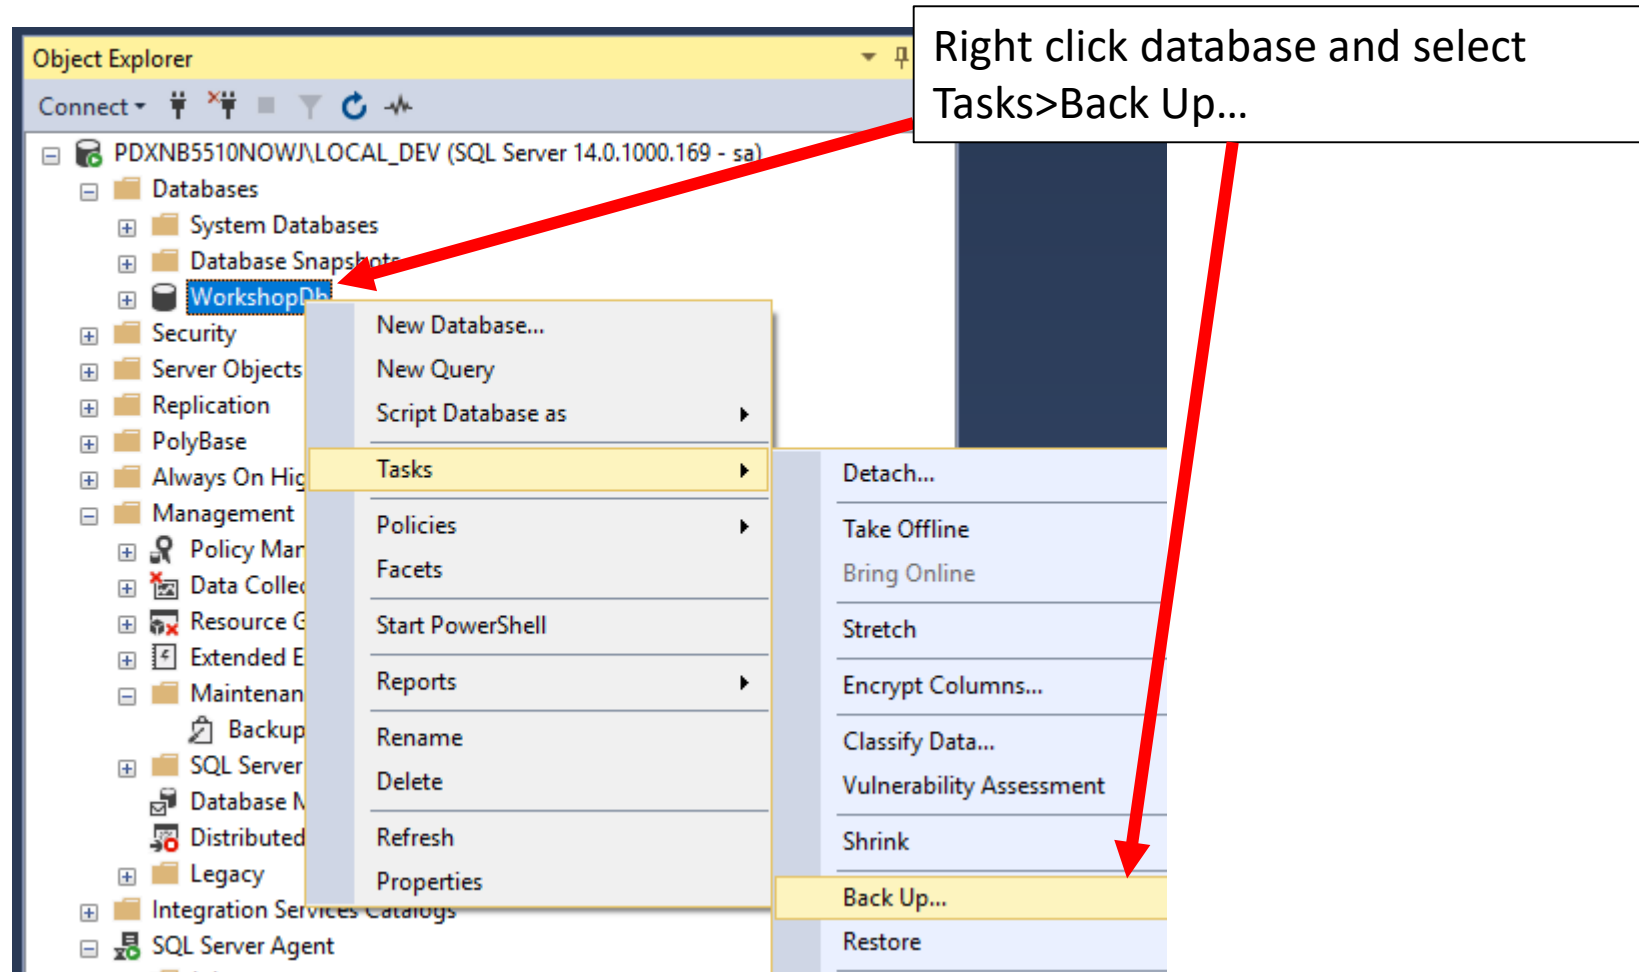 Right click database and select
Tasks>Back Up...
Object Explorer
Connect
PDXNB5510NOWJ\LOCAL_DEV (SQL Server 14.0.1000.169 - sa)
Databases
System Databases
Database Snapshots
WorkshopDb
Security
Server Objects
Replication
PolyBase
Always On Hig
Management
Policy Man
Data Collec
Resource G
Extended E
Maintenan
Backup
SQL Server
Database M
Distributed
Legacy
Integration Services Catalogs
SQL Server Agent
New Database...
New Query
Script Database as
Tasks
Policies
Facets
Start PowerShell
Reports
Rename
Delete
Refresh
Properties
Detach...
Take Offline
Bring Online
Stretch
Encrypt Columns...
Classify Data...
Vulnerability Assessment
Shrink
Back Up...
Restore